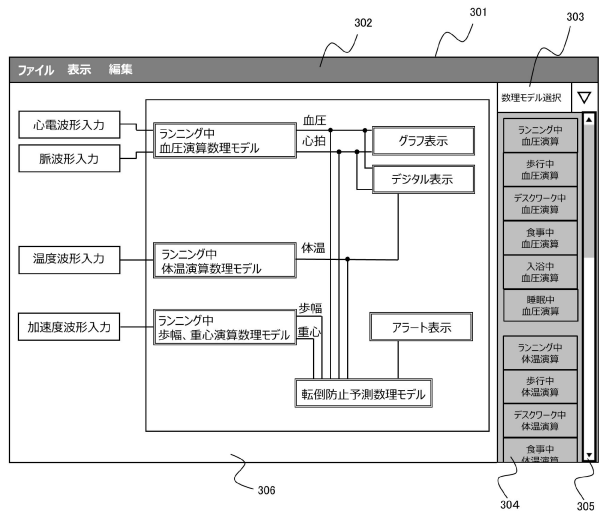 301
302
303
ファイル 表示 編集
数理モデル選択
心電波形入力
脈波形入力
ランニング中
血圧演算数理モデル
血圧
心拍
グラフ表示
デジタル表示
温度波形入力
ランニング中
体温演算数理モデル
体温
加速度波形入力
ランニング中
歩幅、重心演算数理モデル
歩幅
重心
アラート表示
転倒防止予測数理モデル
ランニング中
血圧演算
歩行中
血圧演算
デスクワーク中
血圧演算
食事中
血圧演算
入浴中
血圧演算
睡眠中
血圧演算
ランニング中
体温演算
歩行中
体温演算
デスクワーク中
体温演算
食事中
体温演算
306
304
305